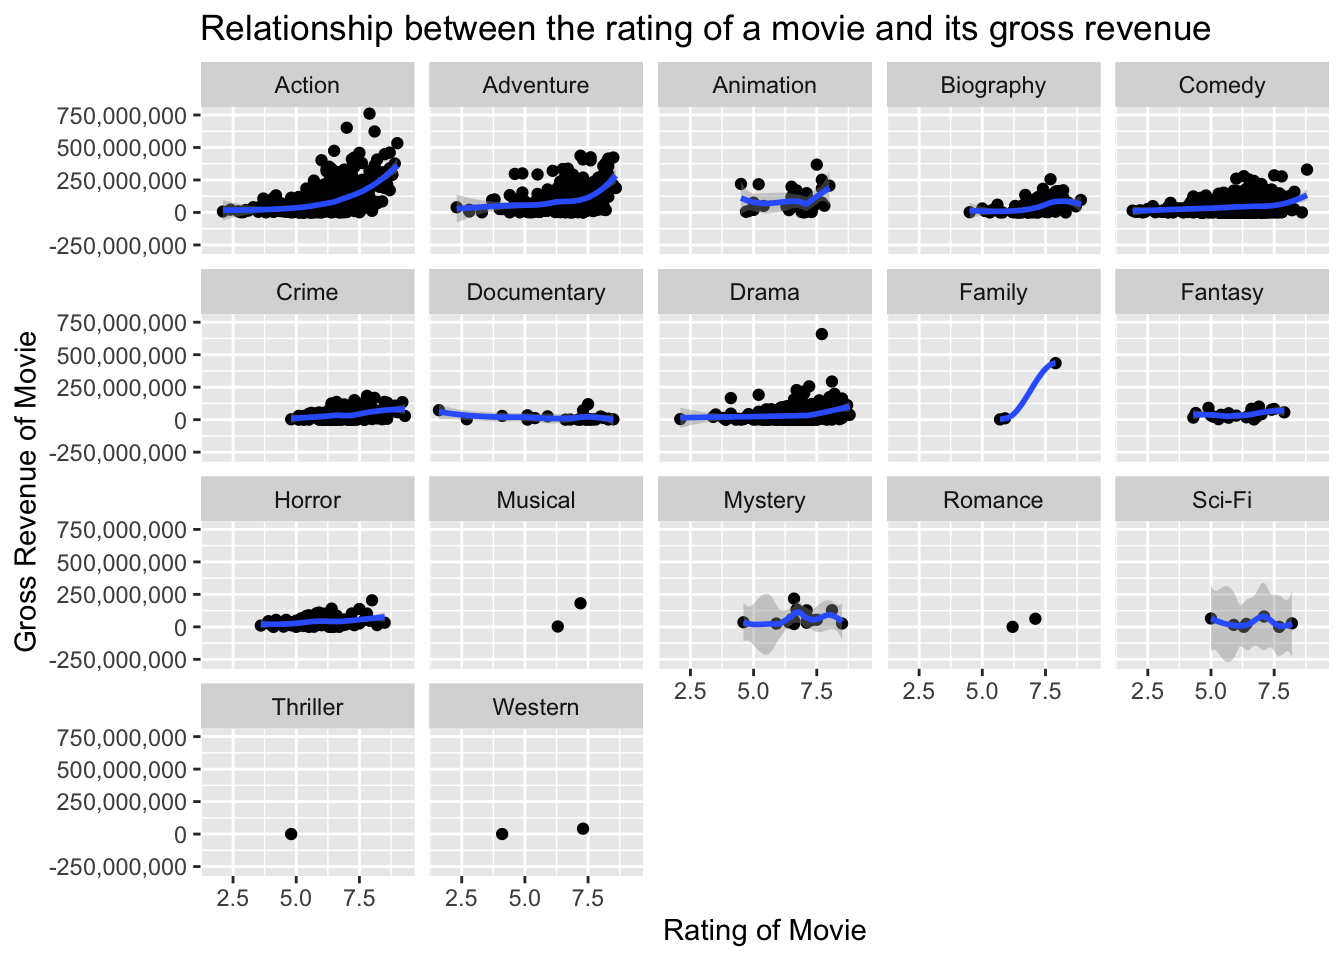 Relationship between the rating of a movie and its gross revenue
Action Adventure Animation Biography Comedy
750,000,000
500,000,000
250,000,000
0
-250,000,000
Crime Documentary Drama Family Fantasy
750,000,000
500,000,000
250,000,000
0
-250,000,000
Gross Revenue of Movie
Horror Musical Mystery Romance Sci-Fi
750,000,000
500,000,000
250,000,000
0
-250,000,000
2.5 5.0 7.5 2.5 5.0 7.5 2.5 5.0 7.5
Thriller Western
750,000,000
500,000,000
250,000,000
0
-250,000,000
2.5 5.0 7.5 2.5 5.0 7.5
Rating of Movie